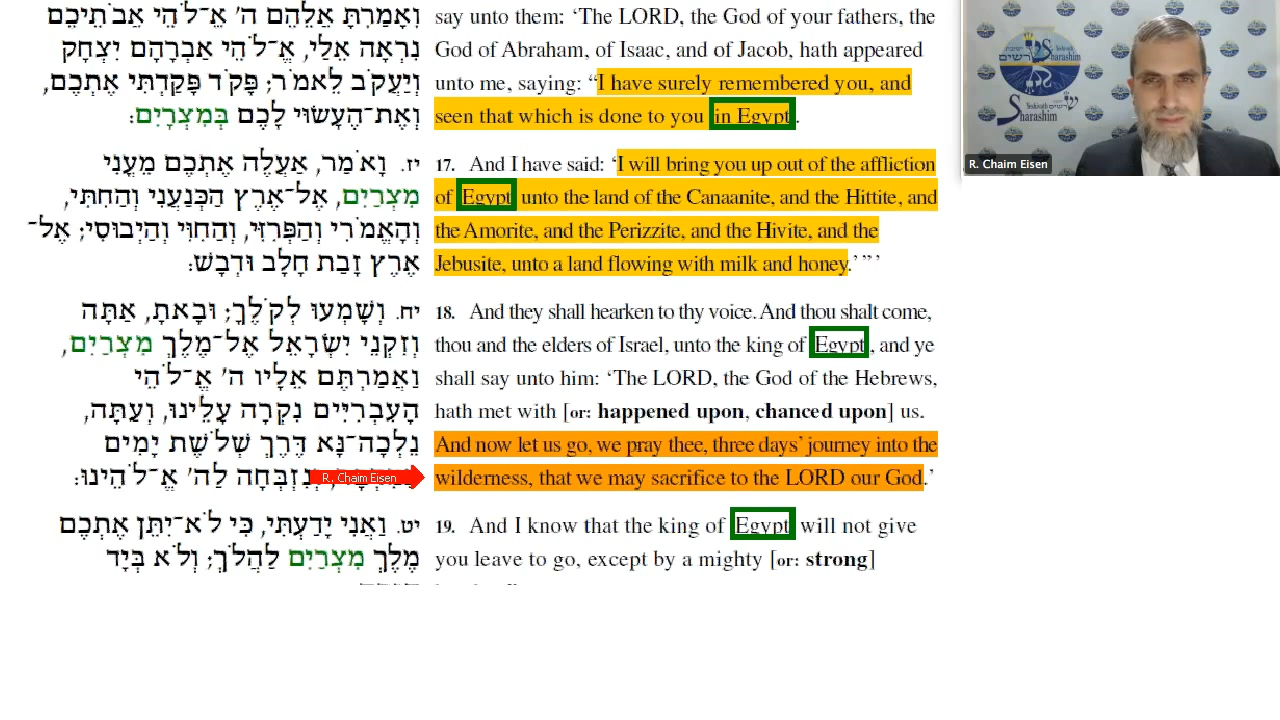 וְאָמַרְתָּ אֲלֵהֶם ה' אֱ־לֹהֵי אֲבֹתֵיכֶם
נִרְאָה אֵלַי, אֱ־לֹהֵי אַבְרָהָם יִצְחָק
וְיַעֲקֹב לֵאמֹר; פָּקֹד פָּקַדְתִּי אֶתְכֶם,
וְאֶת־הֶעָשׂוּי לָכֶם בְּמִצְרָיִם:
יז. וָאֹמַר, אַעֲלֶה אֶתְכֶם מֵעֳנִי
מִצְרַיִם, אֶל־אֶרֶץ הַכְּנַעֲנִי וְהַחִתִּי,
וְהָאֱמֹרִי וְהַפְּרִזִּי, וְהַחִוִּי וְהַיְבוּסִי; אֶל־
אֶרֶץ זָבַת חָלָב וּדְבָשׁ:
יח. וְשָׁמְעוּ לְקֹלֶךָ; וּבָאתָ, אַתָּה
וְזִקְנֵי יִשְׂרָאֵל אֶל־מֶלֶךְ מִצְרַיִם,
וַאֲמַרְתֶּם אֵלָיו ה' אֱ־לֹהֵי
הָעִבְרִיִּים נִקְרָה עָלֵינוּ, וְעַתָּה,
נֵלְכָה־נָּא דֶּרֶךְ שְׁלֹשֶׁת יָמִים
וְנִזְבְּחָה לַה' אֱ־לֹהֵינוּ:
יט. וַאֲנִי יָדַעְתִּי, כִּי לֹא־יִתֵּן אֶתְכֶם
מֶלֶךְ מִצְרַיִם לַהֲלֹךְ; וְלֹא בְּיָד
say unto them: ‘The LORD, the God of your fathers, the
God of Abraham, of Isaac, and of Jacob, hath appeared
unto me, saying: “I have surely remembered you, and
seen that which is done to you in Egypt.
17. And I have said: ‘I will bring you up out of the affliction
of Egypt unto the land of the Canaanite, and the Hittite, and
the Amorite, and the Perizzite, and the Hivite, and the
Jebusite, unto a land flowing with milk and honey.’ ” ’
18. And they shall hearken to thy voice. And thou shalt come,
thou and the elders of Israel, unto the king of Egypt, and ye
shall say unto him: ‘The LORD, the God of the Hebrews,
hath met with [or: happened upon, chanced upon] us.
And now let us go, we pray thee, three days’ journey into the
wilderness, that we may sacrifice to the LORD our God.’
19. And I know that the king of Egypt will not give
you leave to go, except by a mighty [or: strong]
R. Chaim Eisen
Yeshivath
Sharashim
Yeshivath
Sharashim
R. Chaim Eisen